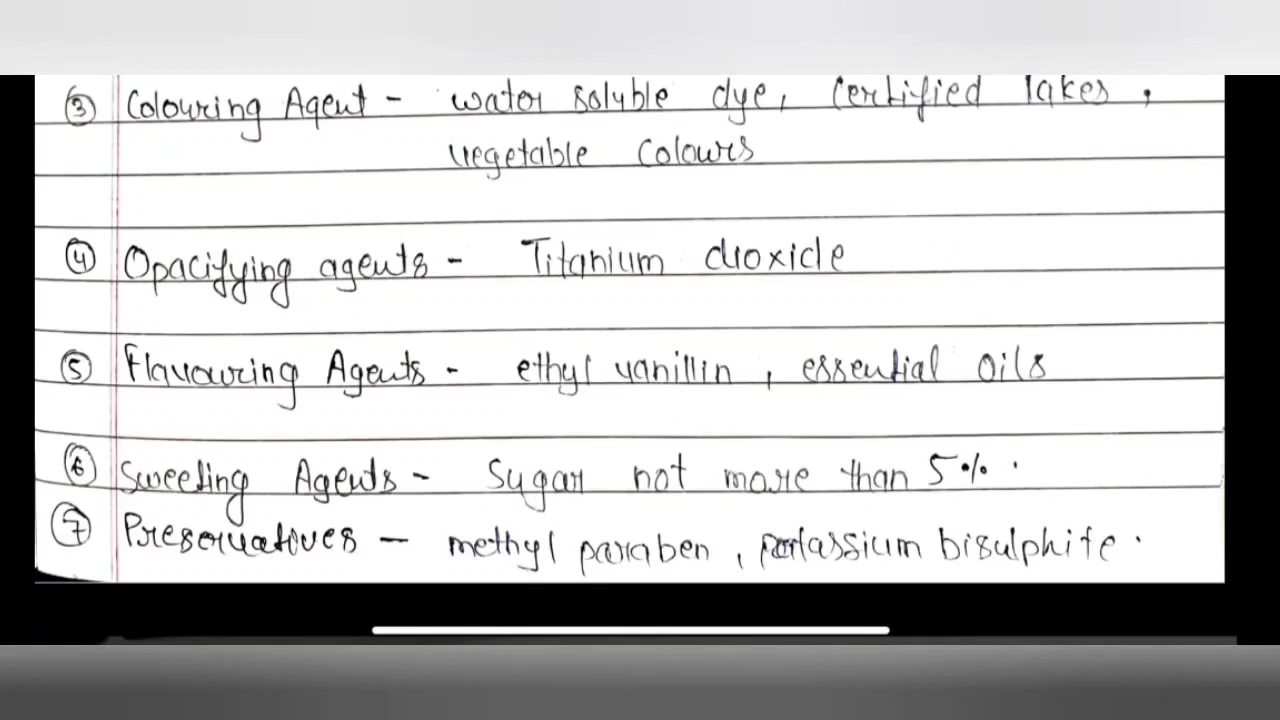 ③ Colouring Agent - water soluble dye, Certified lakes,
vegetable Colours
④ Opacifying agents - Titanium dioxide
⑤ Flavouring Agents - ethyl vanillin, essential oils
⑥ Sweeting Agents - Sugar not more than 5%.
⑦ Preservatives - methyl paraben, potassium bisulphite.